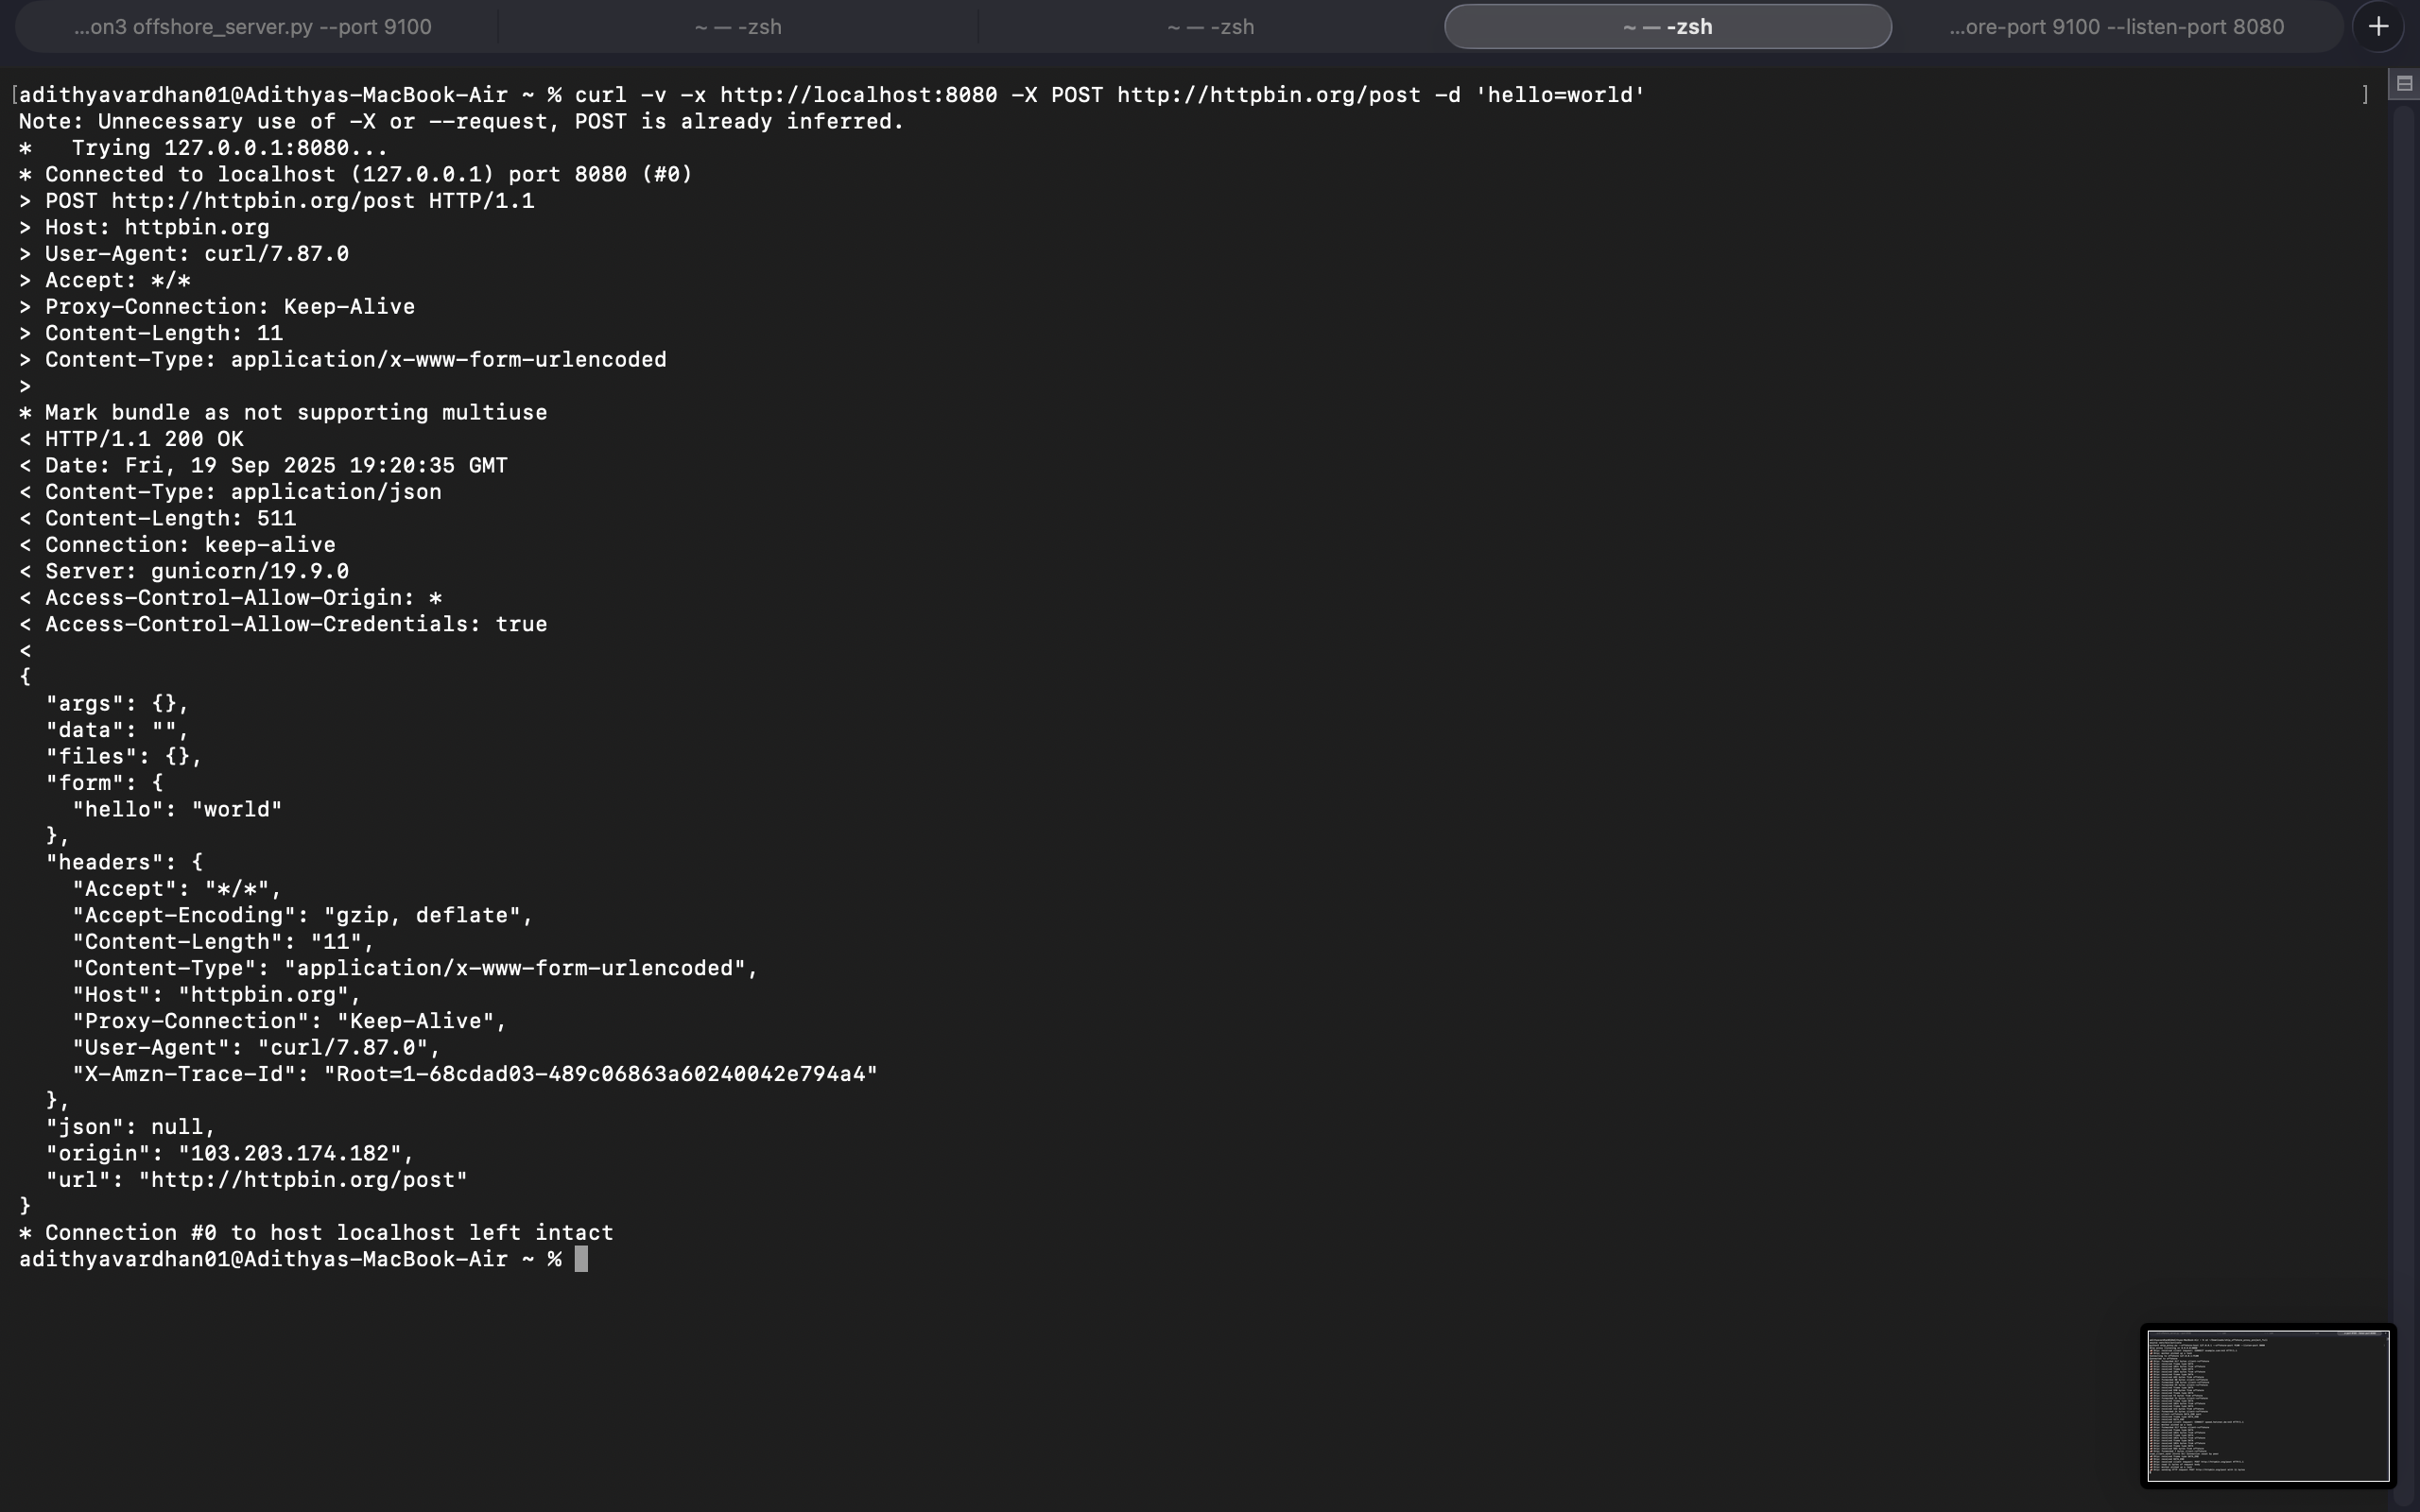 ...on3 offshore_server.py --port 9100
~ — -zsh
~ — -zsh
~ — -zsh
...ore-port 9100 --listen-port 8080
+
[adithyavardhan01@Adithyas-MacBook-Air ~ % curl -v -x http://localhost:8080 -X POST http://httpbin.org/post -d 'hello=world' ]
Note: Unnecessary use of -X or --request, POST is already inferred.
*   Trying 127.0.0.1:8080...
* Connected to localhost (127.0.0.1) port 8080 (#0)
> POST http://httpbin.org/post HTTP/1.1
> Host: httpbin.org
> User-Agent: curl/7.87.0
> Accept: */*
> Proxy-Connection: Keep-Alive
> Content-Length: 11
> Content-Type: application/x-www-form-urlencoded
>
* Mark bundle as not supporting multiuse
< HTTP/1.1 200 OK
< Date: Fri, 19 Sep 2025 19:20:35 GMT
< Content-Type: application/json
< Content-Length: 511
< Connection: keep-alive
< Server: gunicorn/19.9.0
< Access-Control-Allow-Origin: *
< Access-Control-Allow-Credentials: true
<
{
  "args": {},
  "data": "",
  "files": {},
  "form": {
    "hello": "world"
  },
  "headers": {
    "Accept": "*/*",
    "Accept-Encoding": "gzip, deflate",
    "Content-Length": "11",
    "Content-Type": "application/x-www-form-urlencoded",
    "Host": "httpbin.org",
    "Proxy-Connection": "Keep-Alive",
    "User-Agent": "curl/7.87.0",
    "X-Amzn-Trace-Id": "Root=1-68cdad03-489c06863a60240042e794a4"
  },
  "json": null,
  "origin": "103.203.174.182",
  "url": "http://httpbin.org/post"
}
* Connection #0 to host localhost left intact
adithyavardhan01@Adithyas-MacBook-Air ~ %